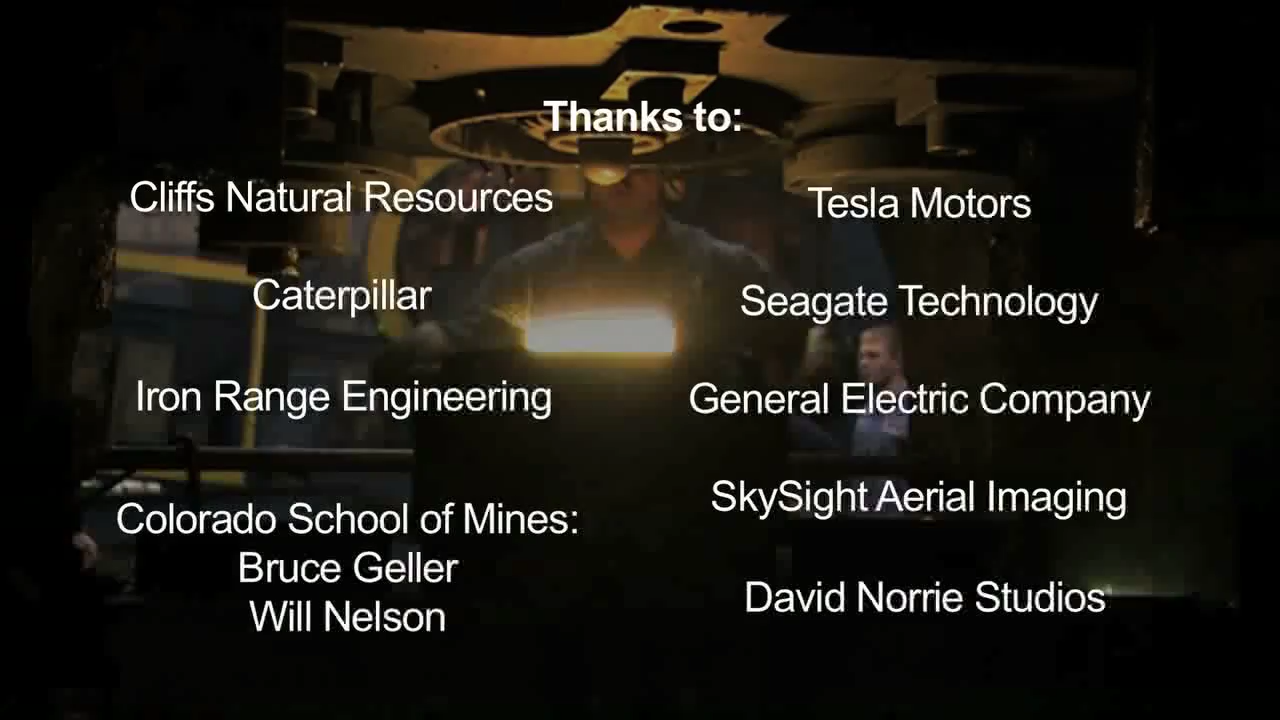 Thanks to:
Cliffs Natural Resources
Caterpillar
Iron Range Engineering
Colorado School of Mines:
Bruce Geller
Will Nelson
Tesla Motors
Seagate Technology
General Electric Company
SkySight Aerial Imaging
David Norrie Studios